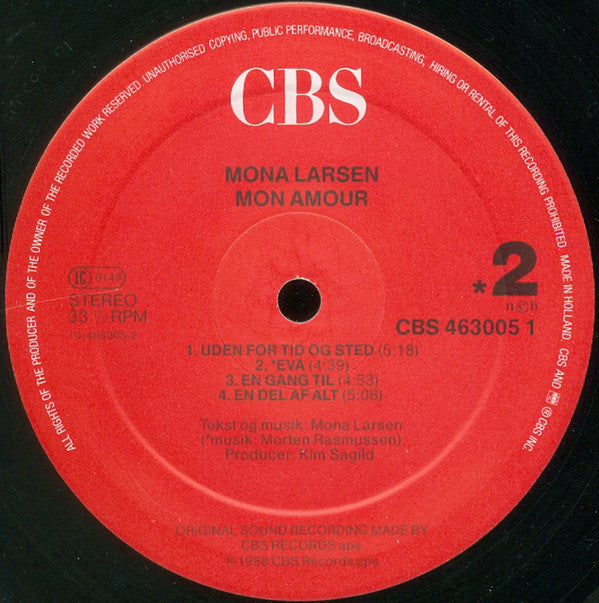 ALL RIGHTS OF THE PRODUCER AND OF THE OWNER OF THE RECORDED WORK RESERVED UNAUTHORISED COPYING, PUBLIC PERFORMANCE, BROADCASTING, HIRING OR RENTAL OF THIS RECORDING PROHIBITED. MADE IN HOLLAND. CBS AND ℗ CBS INC
CBS
MONA LARSEN
MON AMOUR
STEREO
33 ⅓ RPM
*2
n©b
CBS 463005 1
1. UDEN FOR TID OG STED (5:18)
2. *EVA (4:39)
3. EN GANG TIL (4:53)
4. EN DEL AF ALT (5:06)
Tekst og musik: Mona Larsen
(*musik: Morten Rasmussen)
Producer: Kim Sagild
ORIGINAL SOUND RECORDING MADE BY
CBS RECORDS aps
℗ 1988 CBS Records aps